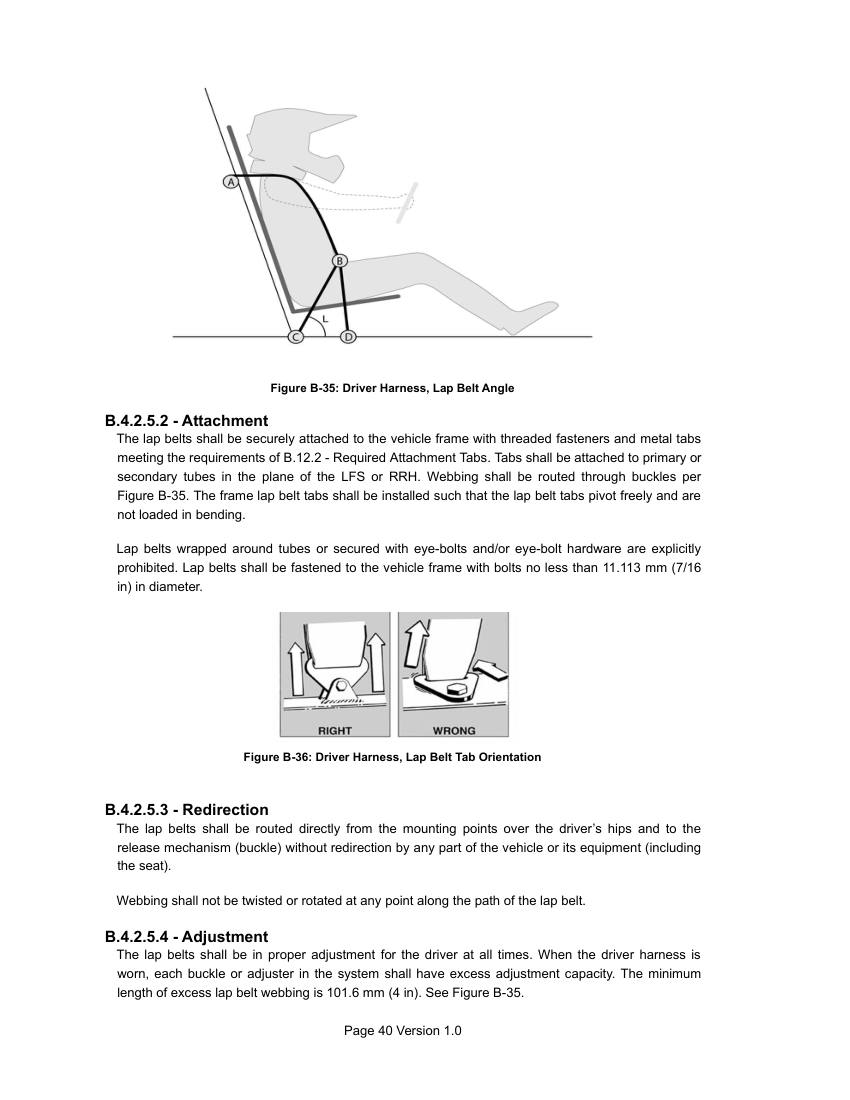 A
B
L
C
D
Figure B-35: Driver Harness, Lap Belt Angle
B.4.2.5.2 - Attachment
The lap belts shall be securely attached to the vehicle frame with threaded fasteners and metal tabs
meeting the requirements of B.12.2 - Required Attachment Tabs. Tabs shall be attached to primary or
secondary tubes in the plane of the LFS or RRH. Webbing shall be routed through buckles per
Figure B-35. The frame lap belt tabs shall be installed such that the lap belt tabs pivot freely and are
not loaded in bending.
Lap belts wrapped around tubes or secured with eye-bolts and/or eye-bolt hardware are explicitly
prohibited. Lap belts shall be fastened to the vehicle frame with bolts no less than 11.113 mm (7/16
in) in diameter.
RIGHT
WRONG
Figure B-36: Driver Harness, Lap Belt Tab Orientation
B.4.2.5.3 - Redirection
The lap belts shall be routed directly from the mounting points over the driver’s hips and to the
release mechanism (buckle) without redirection by any part of the vehicle or its equipment (including
the seat).
Webbing shall not be twisted or rotated at any point along the path of the lap belt.
B.4.2.5.4 - Adjustment
The lap belts shall be in proper adjustment for the driver at all times. When the driver harness is
worn, each buckle or adjuster in the system shall have excess adjustment capacity. The minimum
length of excess lap belt webbing is 101.6 mm (4 in). See Figure B-35.
Page 40 Version 1.0